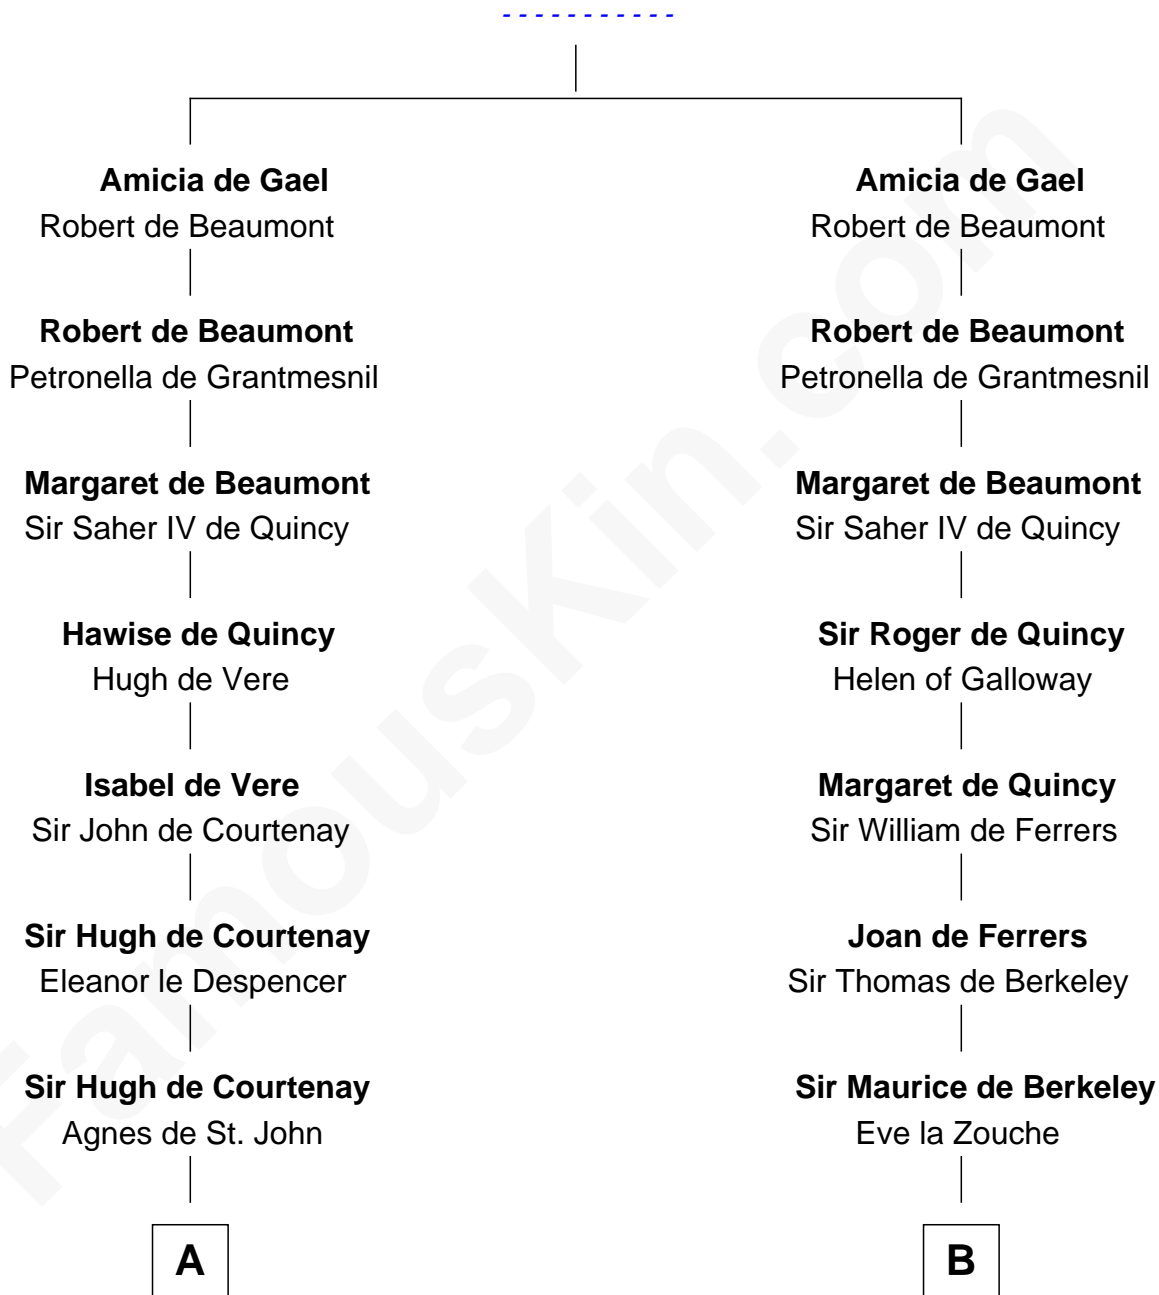 - - - - - - - - - - -
Amicia de Gael
Robert de Beaumont
Robert de Beaumont
Petronella de Grantmesnil
Margaret de Beaumont
Sir Saher IV de Quincy
Hawise de Quincy
Hugh de Vere
Isabel de Vere
Sir John de Courtenay
Sir Hugh de Courtenay
Eleanor le Despencer
Sir Hugh de Courtenay
Agnes de St. John
A
Amicia de Gael
Robert de Beaumont
Robert de Beaumont
Petronella de Grantmesnil
Margaret de Beaumont
Sir Saher IV de Quincy
Sir Roger de Quincy
Helen of Galloway
Margaret de Quincy
Sir William de Ferrers
Joan de Ferrers
Sir Thomas de Berkeley
Sir Maurice de Berkeley
Eve la Zouche
B
FamousKin.com